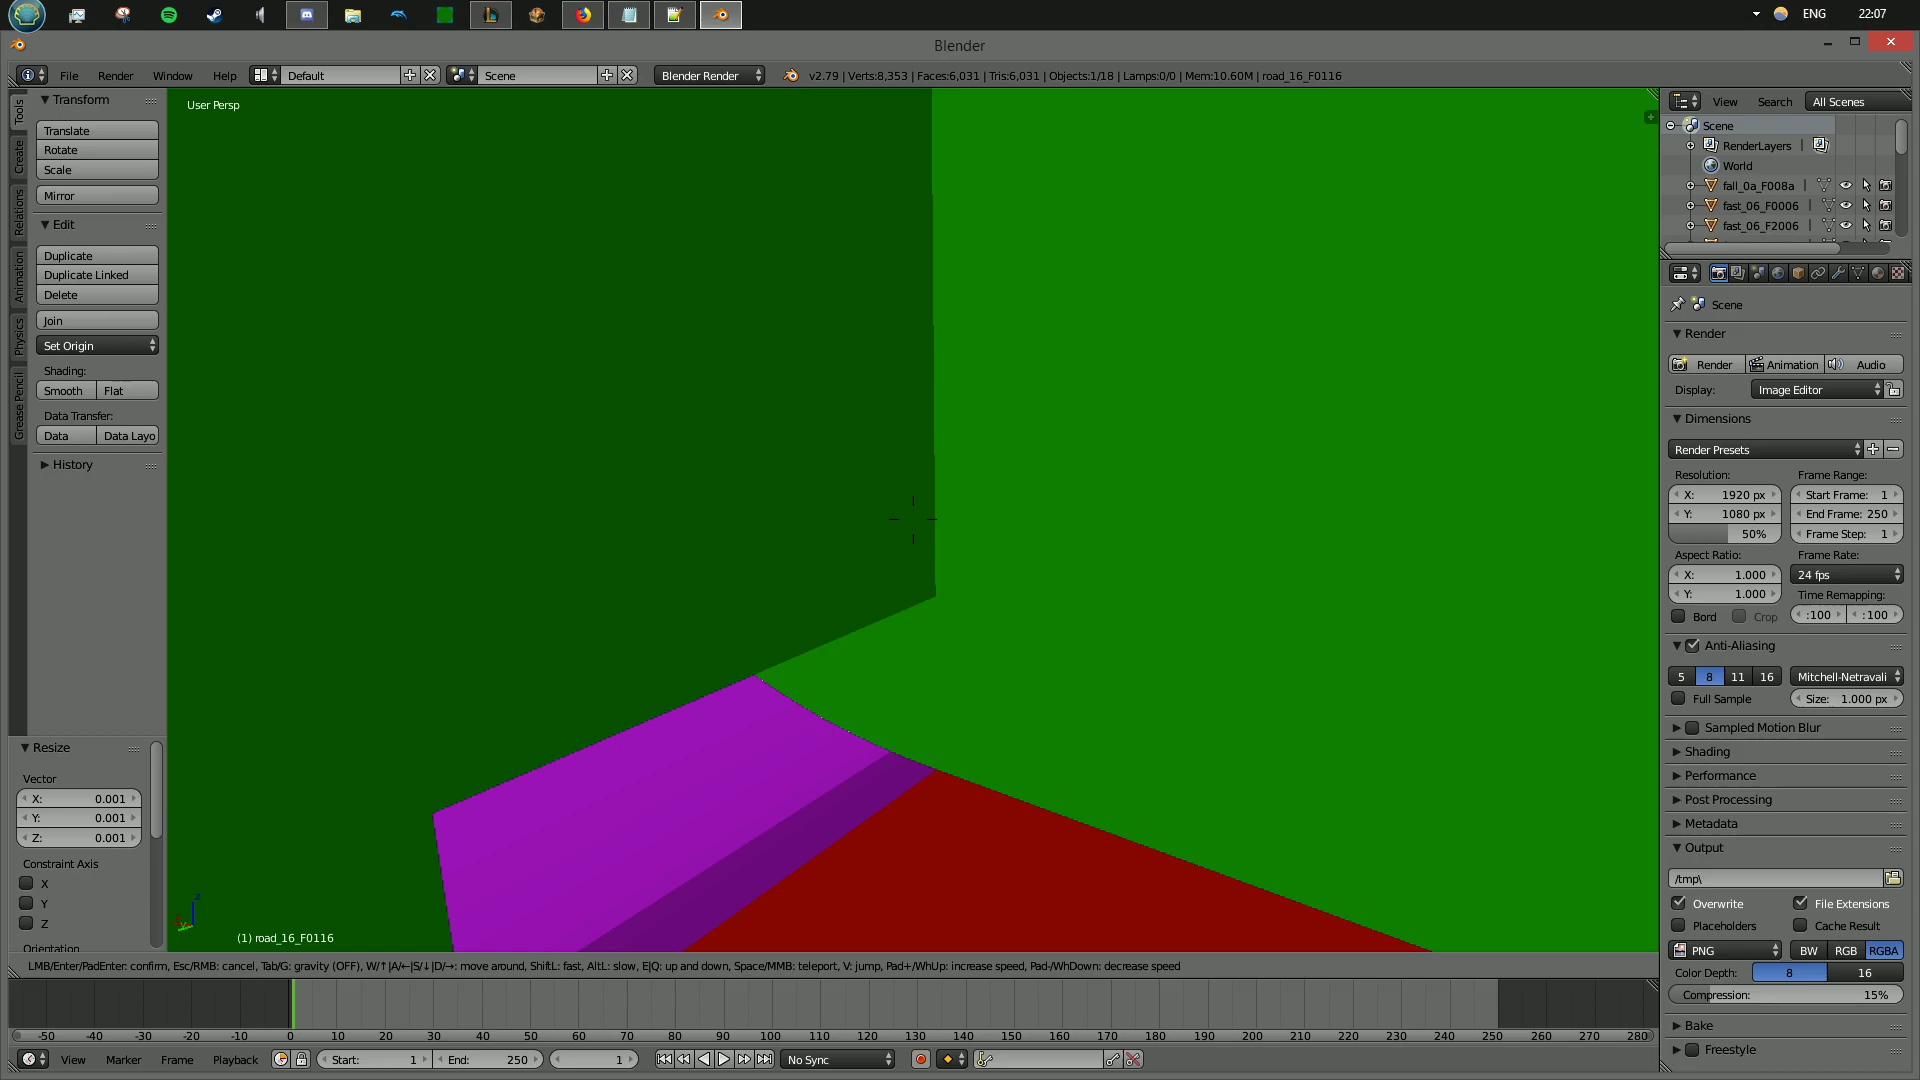 ENG
22:07
Blender
File Render Window Help Default Scene Blender Render v2.79 | Verts:8,353 | Faces:6,031 | Tris:6,031 | Objects:1/18 | Lamps:0/0 | Mem:10.60M | road_16_F0116
Tools
Create
Relations
Animation
Physics
Grease Pencil
Transform
Translate
Rotate
Scale
Mirror
Edit
Duplicate
Duplicate Linked
Delete
Join
Set Origin
Shading:
Smooth Flat
Data Transfer:
Data Data Layo
History
Resize
Vector
X: 0.001
Y: 0.001
Z: 0.001
Constraint Axis
X
Y
Z
Orientation
User Persp
(1) road_16_F0116
LMB/Enter/PadEnter: confirm, Esc/RMB: cancel, Tab/G: gravity (OFF), W/↑|A/←|S/↓|D/→: move around, ShiftL: fast, AltL: slow, E|Q: up and down, Space/MMB: teleport, V: jump, Pad+/WhUp: increase speed, Pad-/WhDown: decrease speed
-50 -40 -30 -20 -10 0 10 20 30 40 50 60 70 80 90 100 110 120 130 140 150 160 170 180 190 200 210 220 230 240 250 260 270 280
View Marker Frame Playback Start: 1 End: 250 1 No Sync
View Search All Scenes
Scene
RenderLayers
World
fall_0a_F008a
fast_06_F0006
fast_06_F2006
Scene
Render
Render Animation Audio
Display: Image Editor
Dimensions
Render Presets
Resolution: Frame Range:
X: 1920 px Start Frame: 1
Y: 1080 px End Frame: 250
50% Frame Step: 1
Aspect Ratio: Frame Rate:
X: 1.000 24 fps
Y: 1.000 Time Remapping:
Bord Crop :100 :100
Anti-Aliasing
5 8 11 16 Mitchell-Netravali
Full Sample Size: 1.000 px
Sampled Motion Blur
Shading
Performance
Post Processing
Metadata
Output
/tmp\
Overwrite File Extensions
Placeholders Cache Result
PNG BW RGB RGBA
Color Depth: 8 16
Compression: 15%
Bake
Freestyle